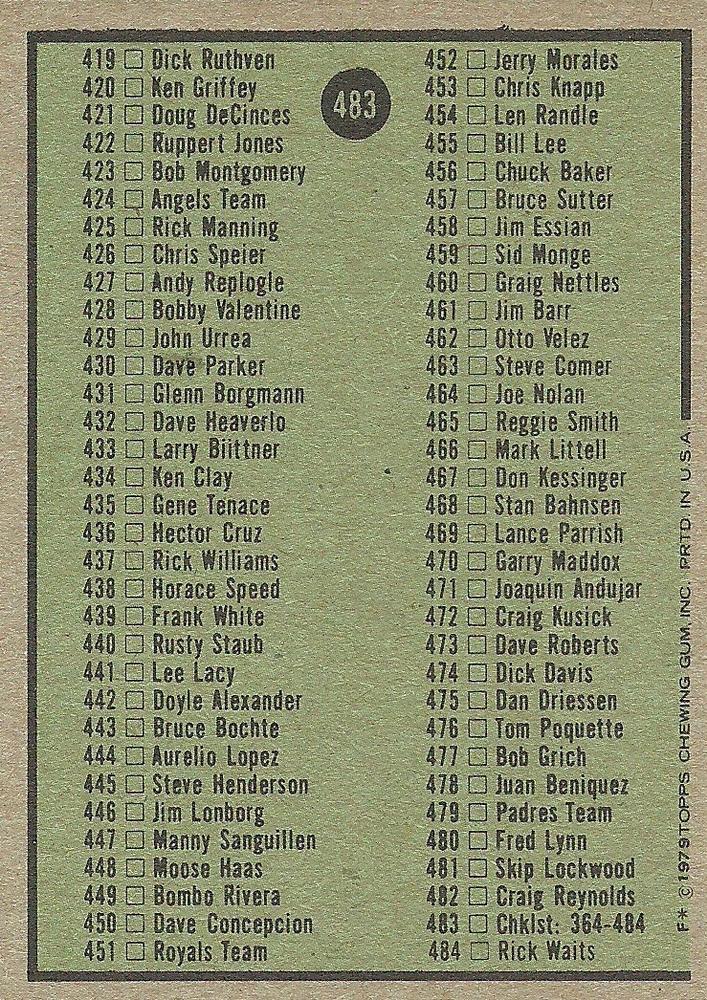 483
419 □ Dick Ruthven
420 □ Ken Griffey
421 □ Doug DeCinces
422 □ Ruppert Jones
423 □ Bob Montgomery
424 □ Angels Team
425 □ Rick Manning
426 □ Chris Speier
427 □ Andy Replogle
428 □ Bobby Valentine
429 □ John Urrea
430 □ Dave Parker
431 □ Glenn Borgmann
432 □ Dave Heaverlo
433 □ Larry Biittner
434 □ Ken Clay
435 □ Gene Tenace
436 □ Hector Cruz
437 □ Rick Williams
438 □ Horace Speed
439 □ Frank White
440 □ Rusty Staub
441 □ Lee Lacy
442 □ Doyle Alexander
443 □ Bruce Bochte
444 □ Aurelio Lopez
445 □ Steve Henderson
446 □ Jim Lonborg
447 □ Manny Sanguillen
448 □ Moose Haas
449 □ Bombo Rivera
450 □ Dave Concepcion
451 □ Royals Team
452 □ Jerry Morales
453 □ Chris Knapp
454 □ Len Randle
455 □ Bill Lee
456 □ Chuck Baker
457 □ Bruce Sutter
458 □ Jim Essian
459 □ Sid Monge
460 □ Graig Nettles
461 □ Jim Barr
462 □ Otto Velez
463 □ Steve Comer
464 □ Joe Nolan
465 □ Reggie Smith
466 □ Mark Littell
467 □ Don Kessinger
468 □ Stan Bahnsen
469 □ Lance Parrish
470 □ Garry Maddox
471 □ Joaquin Andujar
472 □ Craig Kusick
473 □ Dave Roberts
474 □ Dick Davis
475 □ Dan Driessen
476 □ Tom Poquette
477 □ Bob Grich
478 □ Juan Beniquez
479 □ Padres Team
480 □ Fred Lynn
481 □ Skip Lockwood
482 □ Craig Reynolds
483 □ Chklst: 364-484
484 □ Rick Waits
F* © 1979 TOPPS CHEWING GUM, INC. PRTD IN U.S.A.